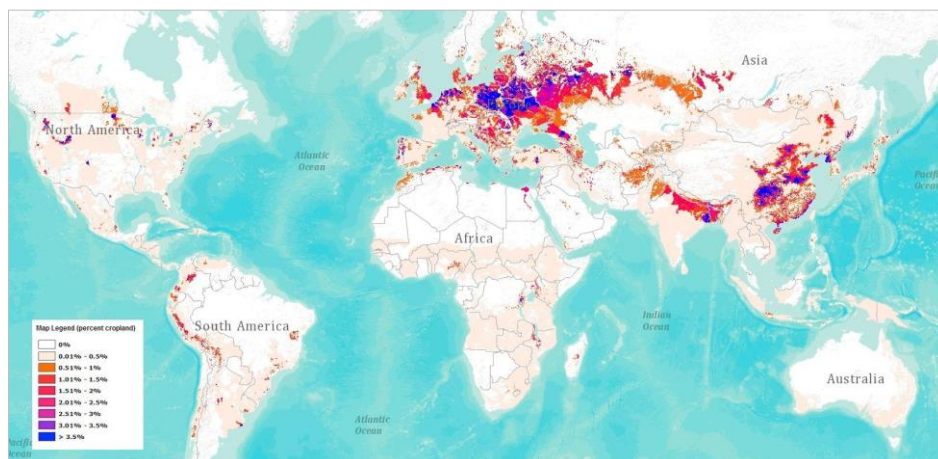 Asia
North America
Atlantic
Ocean
Pacific
Africa
South America
Indian
Ocean
Australia
Atlantic
Ocean
Map Legend (percent cropland)
0%
0.01% - 0.5%
0.51% - 1%
1.01% - 1.5%
1.51% - 2%
2.01% - 2.5%
2.51% - 3%
3.01% - 3.5%
> 3.5%
Ocean